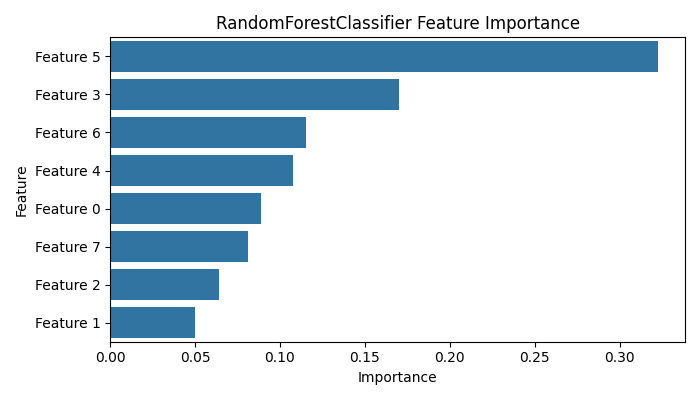 RandomForestClassifier Feature Importance
Feature 5
Feature 3
Feature 6
Feature 4
Feature 0
Feature 7
Feature 2
Feature 1
Feature
0.00 0.05 0.10 0.15 0.20 0.25 0.30
Importance